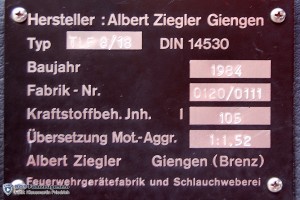 Hersteller : Albert Ziegler Giengen
Typ TLF 8/18 DIN 14530
Baujahr 1984
Fabrik - Nr. 0120/0111
Kraftstoffbeh. Jnh. l 105
Übersetzung Mot.- Aggr. 1:1.52
Albert Ziegler Giengen (Brenz)
Feuerwehrgerätefabrik und Schlauchweberei